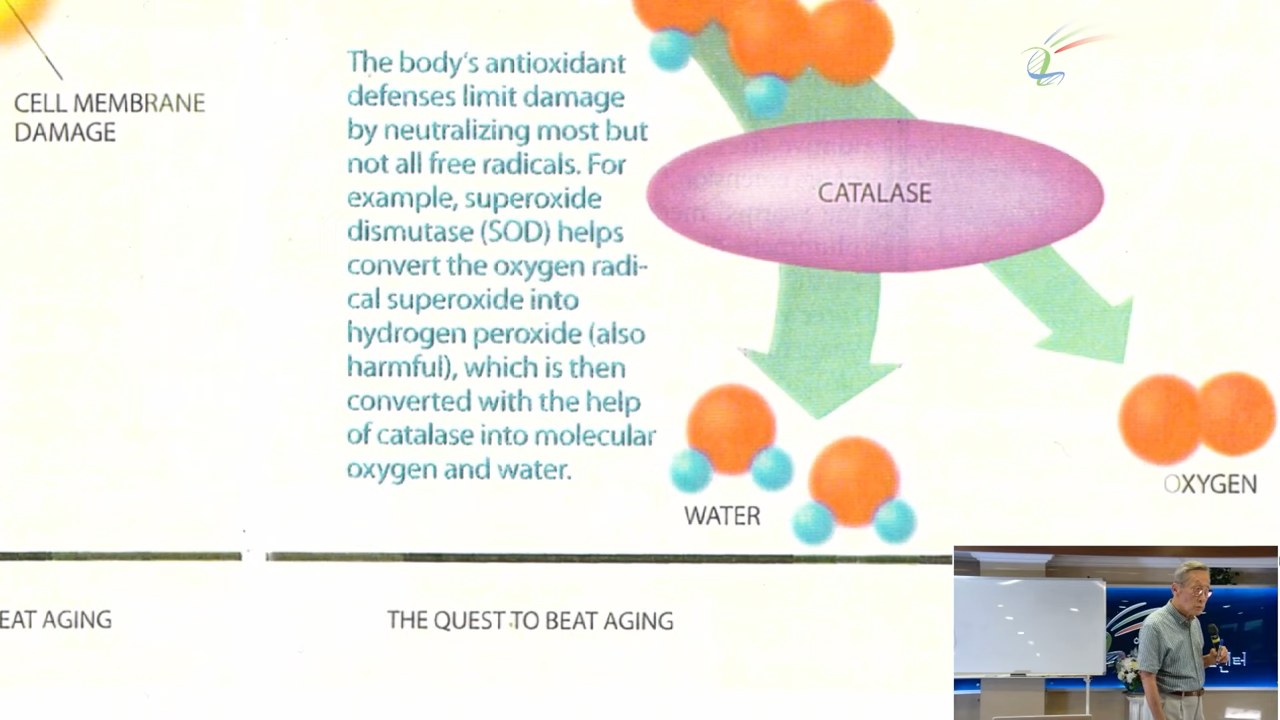 CELL MEMBRANE
DAMAGE
The body's antioxidant
defenses limit damage
by neutralizing most but
not all free radicals. For
example, superoxide
dismutase (SOD) helps
convert the oxygen radi-
cal superoxide into
hydrogen peroxide (also
harmful), which is then
converted with the help
of catalase into molecular
oxygen and water.
CATALASE
WATER
OXYGEN
EAT AGING
THE QUEST TO BEAT AGING